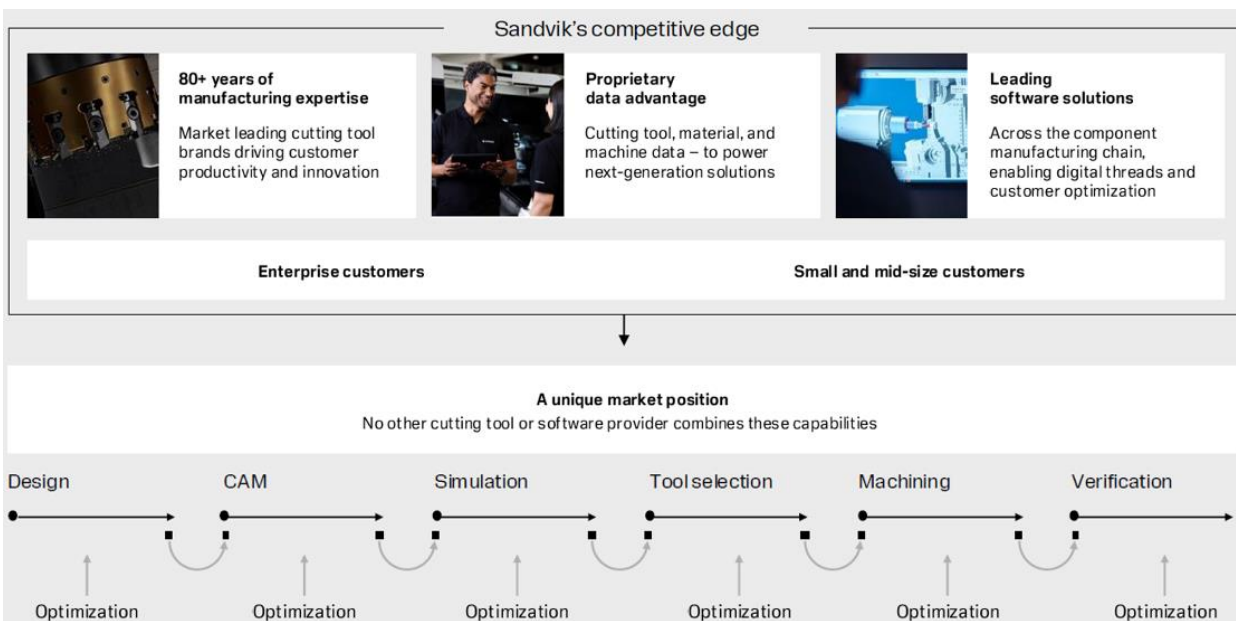 Sandvik's competitive edge
80+ years of
manufacturing expertise
Market leading cutting tool
brands driving customer
productivity and innovation
Proprietary
data advantage
Cutting tool, material, and
machine data – to power
next-generation solutions
Leading
software solutions
Across the component
manufacturing chain,
enabling digital threads and
customer optimization
Enterprise customers
Small and mid-size customers
A unique market position
No other cutting tool or software provider combines these capabilities
Design
CAM
Simulation
Tool selection
Machining
Verification
Optimization
Optimization
Optimization
Optimization
Optimization
Optimization